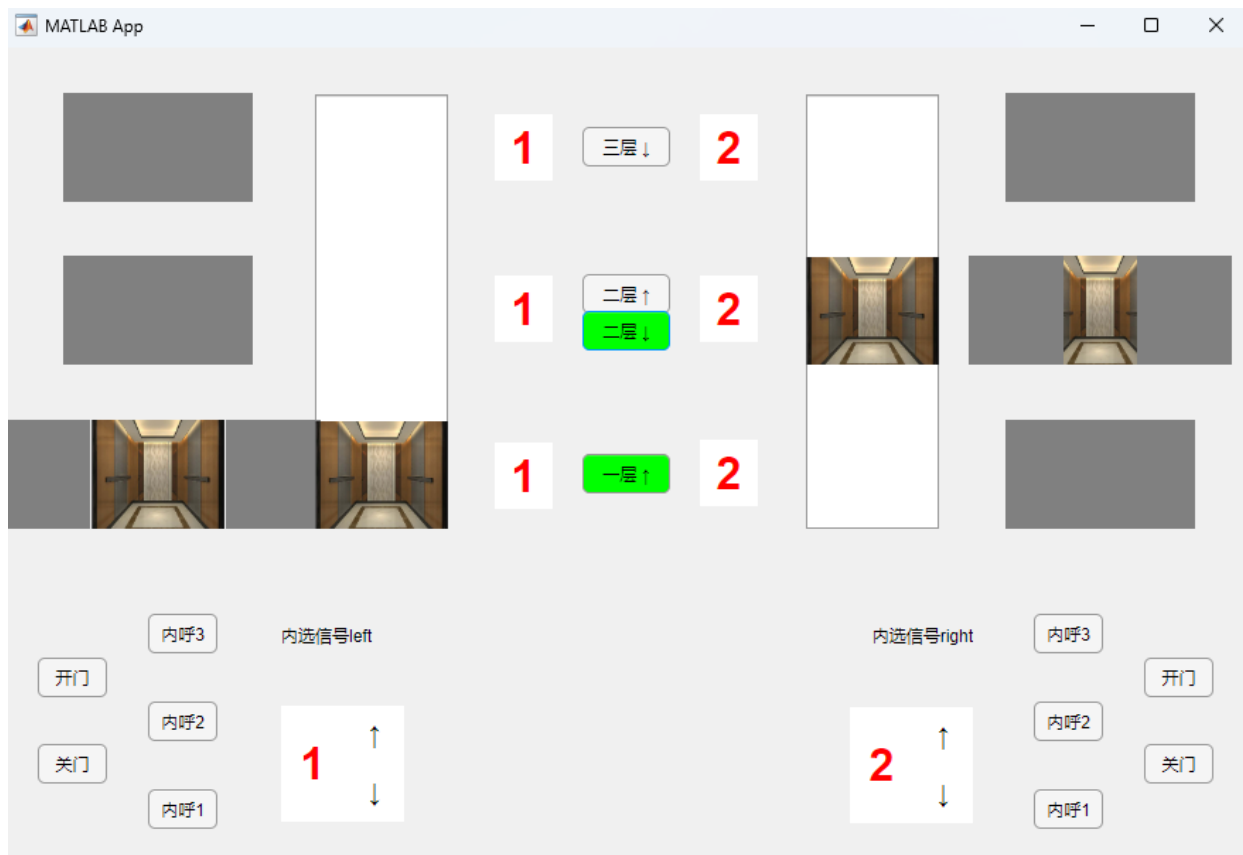 MATLAB App
1 三层↓ 2
1 二层↑ 2
二层↓
1 一层↑ 2
内呼3 内选信号left 内选信号right 内呼3
开门 开门
内呼2 内呼2
↑ ↑
1 2
关门 关门
↓ ↓
内呼1 内呼1